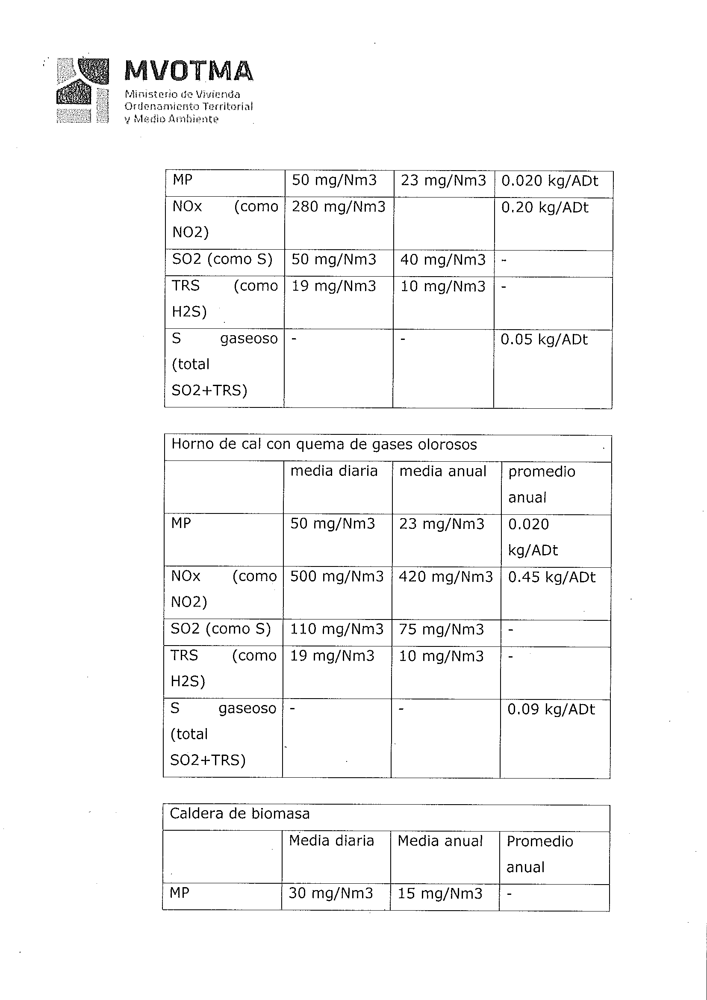 MVOTMA
Ministerio de Vivienda
Ordenamiento Territorial
y Medio Ambiente
MP 50 mg/Nm3 23 mg/Nm3 0.020 kg/ADt
NOx (como 280 mg/Nm3 0.20 kg/ADt
NO2)
SO2 (como S) 50 mg/Nm3 40 mg/Nm3 -
TRS (como 19 mg/Nm3 10 mg/Nm3 -
H2S)
S gaseoso - - 0.05 kg/ADt
(total
SO2+TRS)
Horno de cal con quema de gases olorosos
media diaria media anual promedio
anual
MP 50 mg/Nm3 23 mg/Nm3 0.020
kg/ADt
NOx (como 500 mg/Nm3 420 mg/Nm3 0.45 kg/ADt
NO2)
SO2 (como S) 110 mg/Nm3 75 mg/Nm3 -
TRS (como 19 mg/Nm3 10 mg/Nm3 -
H2S)
S gaseoso - - 0.09 kg/ADt
(total
SO2+TRS)
Caldera de biomasa
Media diaria Media anual Promedio
anual
MP 30 mg/Nm3 15 mg/Nm3 -